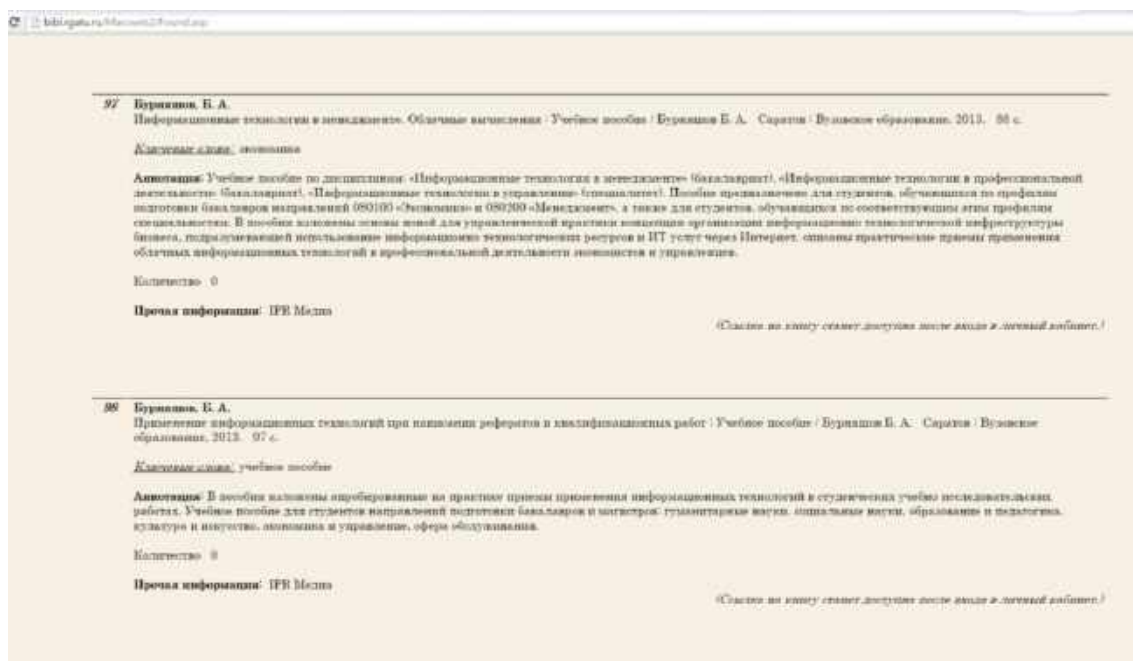 97 Бурняшов, Б. А.
Информационные технологии в менеджменте. Облачные вычисления : Учебное пособие / Бурняшов Б. А. Саратов : Вузовское образование, 2013. с.
Ключевые слова: экономика
Аннотация: Учебное пособие по дисциплинам: «Информационные технологии в менеджменте» (бакалавриат), «Информационные технологии в профессиональной
деятельности» (бакалавриат), «Информационные технологии в управлении» (специалитет). Пособие предназначено для студентов, обучающихся по профилям
подготовки бакалавров направлений 080100 «Экономика» и 080200 «Менеджмент», а также для студентов, обучающихся по соответствующим этим профилям
специальностям. В пособии изложены основы новой для управленческой практики концепции организации информационно технологической инфраструктуры
бизнеса, подразумевающей использование информационно технологических ресурсов и ИТ услуг через Интернет, описаны практические приемы применения
облачных информационных технологий в профессиональной деятельности экономистов и управленцев.
Количество 0
Прочая информация: IPR Медиа
(Ссылка на книгу станет доступна после входа в личный кабинет.)
98 Бурняшов, Б. А.
Применение информационных технологий при написании рефератов и квалификационных работ : Учебное пособие / Бурняшов Б. А. Саратов : Вузовское
образование, 2013. 97 с.
Ключевые слова: учебное пособие
Аннотация: В пособии изложены апробированные на практике приемы применения информационных технологий в студенческих учебно исследовательских
работах. Учебное пособие для студентов направлений подготовки бакалавров и магистров: гуманитарные науки, социальные науки, образование и педагогика,
культура и искусство, экономика и управление, сфера обслуживания.
Количество 0
Прочая информация: IPR Медиа
(Ссылка на книгу станет доступна после входа в личный кабинет.)